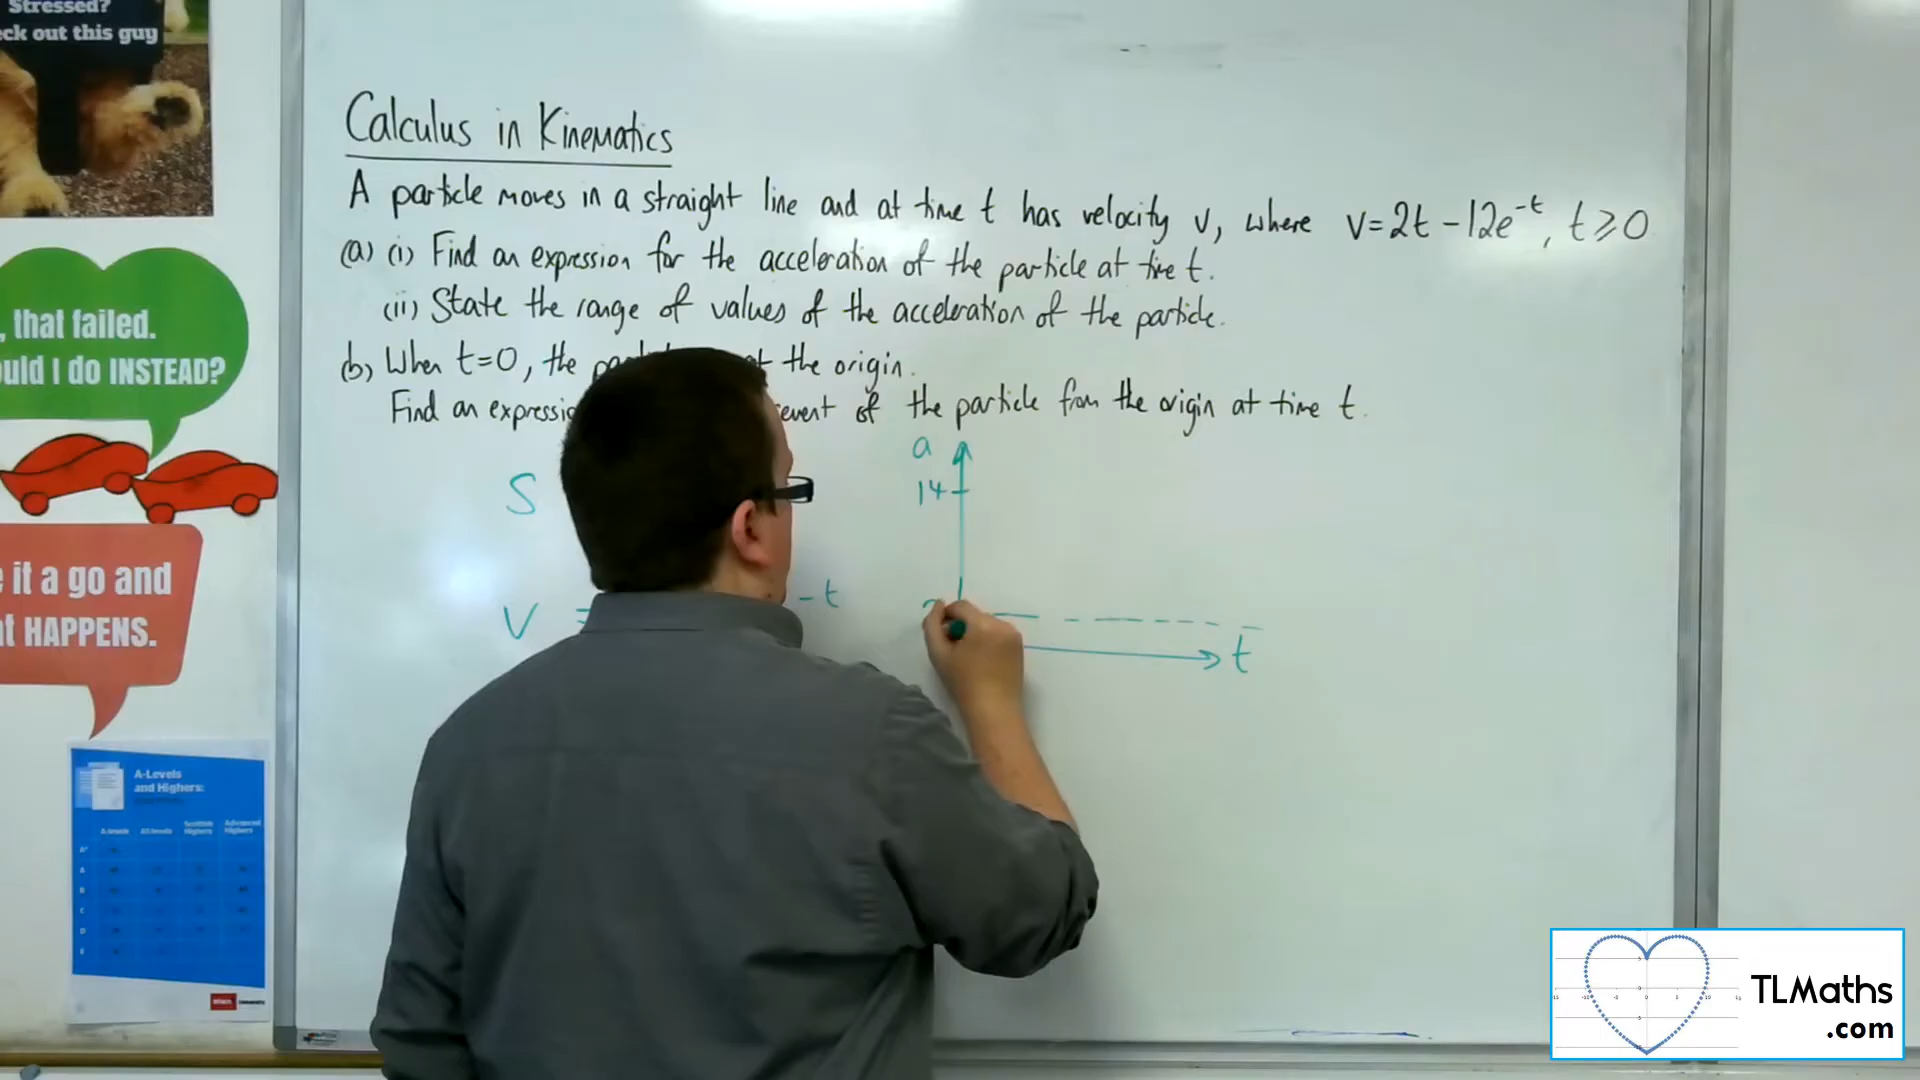 Stressed?
ck out this guy
Calculus in Kinematics
A particle moves in a straight line and at time t has velocity v, where v=2t-12e^-t, t≥0
(a) (i) Find an expression for the acceleration of the particle at time t.
(ii) State the range of values of the acceleration of the particle.
(b) When t=0, the the origin.
Find an of the particle from the origin at time t.
, that failed.
uld I do INSTEAD?
a
14
S
it a go and
t HAPPENS.
v = -t
t
A-Levels
and Highers:
TLMaths
.com